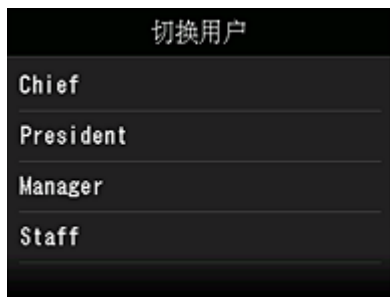 切换用户
Chief
President
Manager
Staff